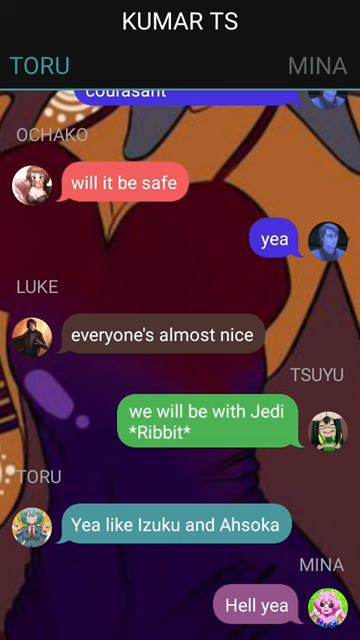 KUMAR TS
TORU
MINA
courasant
OCHAKO
will it be safe
yea
LUKE
everyone's almost nice
TSUYU
we will be with Jedi
*Ribbit*
TORU
Yea like Izuku and Ahsoka
MINA
Hell yea